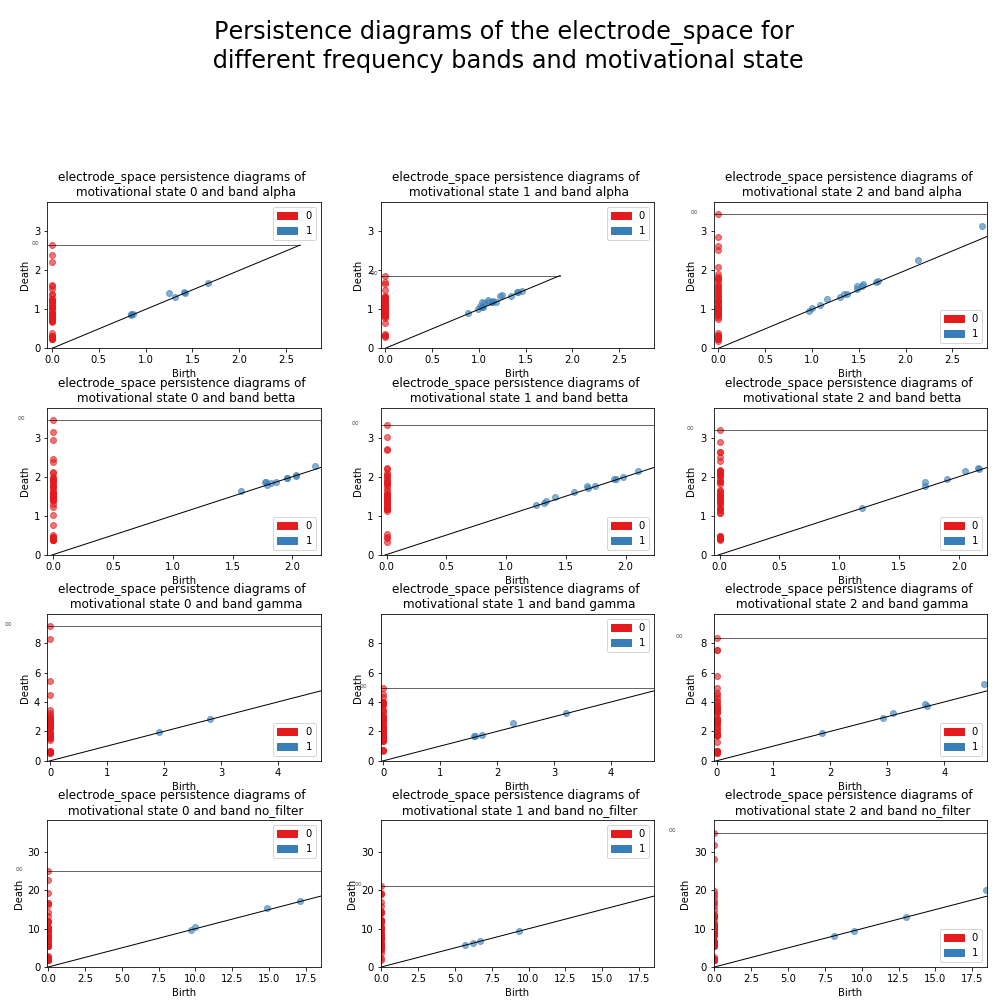 Persistence diagrams of the electrode_space for
different frequency bands and motivational state
electrode_space persistence diagrams of
motivational state 0 and band alpha
electrode_space persistence diagrams of
motivational state 1 and band alpha
electrode_space persistence diagrams of
motivational state 2 and band alpha
0
1
∞
3
2
1
0
Death
0.0 0.5 1.0 1.5 2.0 2.5
Birth
0
1
∞
3
2
1
0
Death
0.0 0.5 1.0 1.5 2.0 2.5
Birth
0
1
∞
3
2
1
0
Death
0.0 0.5 1.0 1.5 2.0 2.5
Birth
electrode_space persistence diagrams of
motivational state 0 and band betta
electrode_space persistence diagrams of
motivational state 1 and band betta
electrode_space persistence diagrams of
motivational state 2 and band betta
∞
3
2
1
0
Death
0
1
0.0 0.5 1.0 1.5 2.0
Birth
∞
3
2
1
0
Death
0
1
0.0 0.5 1.0 1.5 2.0
Birth
∞
3
2
1
0
Death
0
1
0.0 0.5 1.0 1.5 2.0
Birth
electrode_space persistence diagrams of
motivational state 0 and band gamma
electrode_space persistence diagrams of
motivational state 1 and band gamma
electrode_space persistence diagrams of
motivational state 2 and band gamma
∞
8
6
4
2
0
Death
0
1
0 1 2 3 4
Birth
0
1
∞
8
6
4
2
0
Death
0 1 2 3 4
Birth
∞
8
6
4
2
0
Death
0
1
0 1 2 3 4
Birth
electrode_space persistence diagrams of
motivational state 0 and band no_filter
electrode_space persistence diagrams of
motivational state 1 and band no_filter
electrode_space persistence diagrams of
motivational state 2 and band no_filter
0
1
∞
30
20
10
0
Death
0.0 2.5 5.0 7.5 10.0 12.5 15.0 17.5
Birth
0
1
∞
30
20
10
0
Death
0.0 2.5 5.0 7.5 10.0 12.5 15.0 17.5
Birth
∞
30
20
10
0
Death
0
1
0.0 2.5 5.0 7.5 10.0 12.5 15.0 17.5
Birth